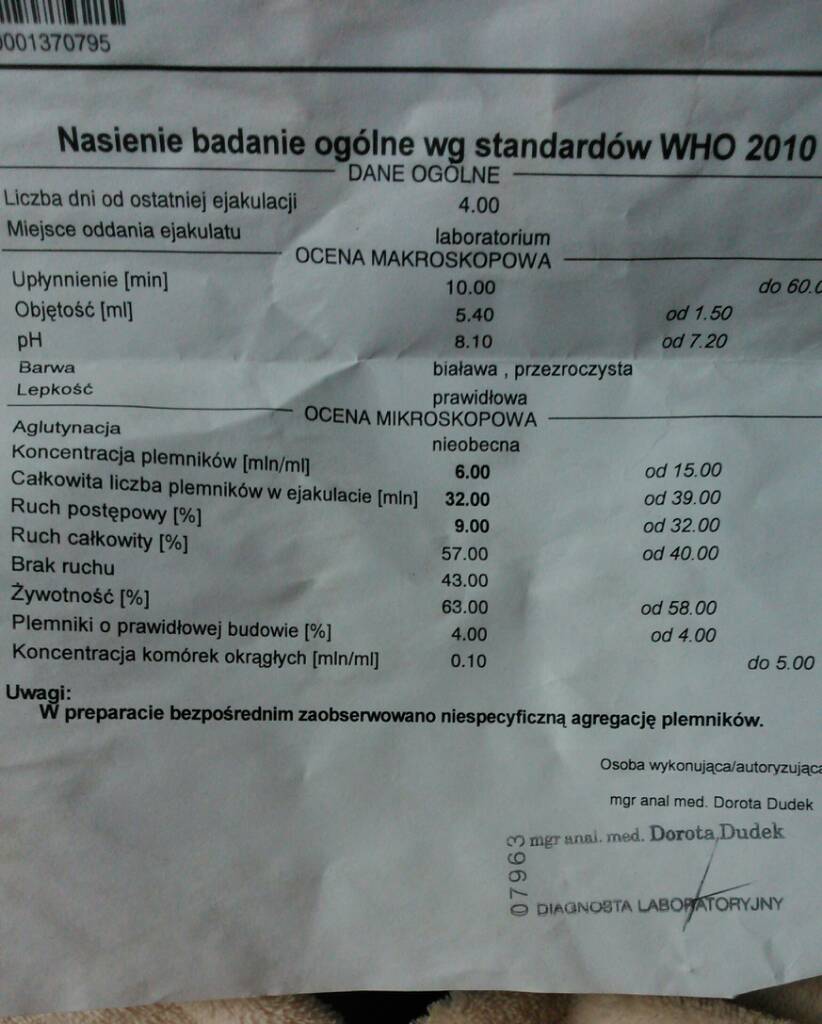 0001370795
Nasienie badanie ogólne wg standardów WHO 2010
DANE OGÓLNE
Liczba dni od ostatniej ejakulacji 4.00
Miejsce oddania ejakulatu laboratorium
OCENA MAKROSKOPOWA
Upłynnienie [min] 10.00 do 60.0
Objętość [ml] 5.40 od 1.50
pH 8.10 od 7.20
Barwa biaława , przezroczysta
Lepkość prawidłowa
OCENA MIKROSKOPOWA
Aglutynacja nieobecna
Koncentracja plemników [mln/ml] 6.00 od 15.00
Całkowita liczba plemników w ejakulacie [mln] 32.00 od 39.00
Ruch postępowy [%] 9.00 od 32.00
Ruch całkowity [%] 57.00 od 40.00
Brak ruchu 43.00
Żywotność [%] 63.00 od 58.00
Plemniki o prawidłowej budowie [%] 4.00 od 4.00
Koncentracja komórek okrągłych [mln/ml] 0.10 do 5.00
Uwagi:
W preparacie bezpośrednim zaobserwowano niespecyficzną agregację plemników.
Osoba wykonująca/autoryzująca
mgr anal med. Dorota Dudek
mgr anal. med. Dorota Dudek
07963
DIAGNOSTA LABORATORYJNY